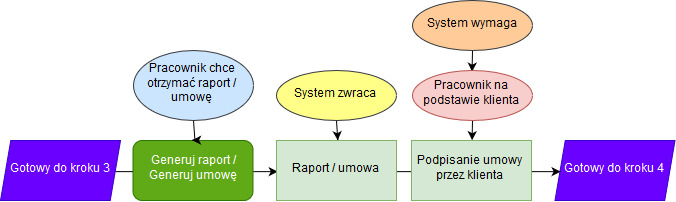 System wymaga
Pracownik chce
otrzymać raport /
umowę
System zwraca
Pracownik na
podstawie klienta
Gotowy do kroku 3
Generuj raport /
Generuj umowę
Raport / umowa
Podpisanie umowy
przez klienta
Gotowy do kroku 4